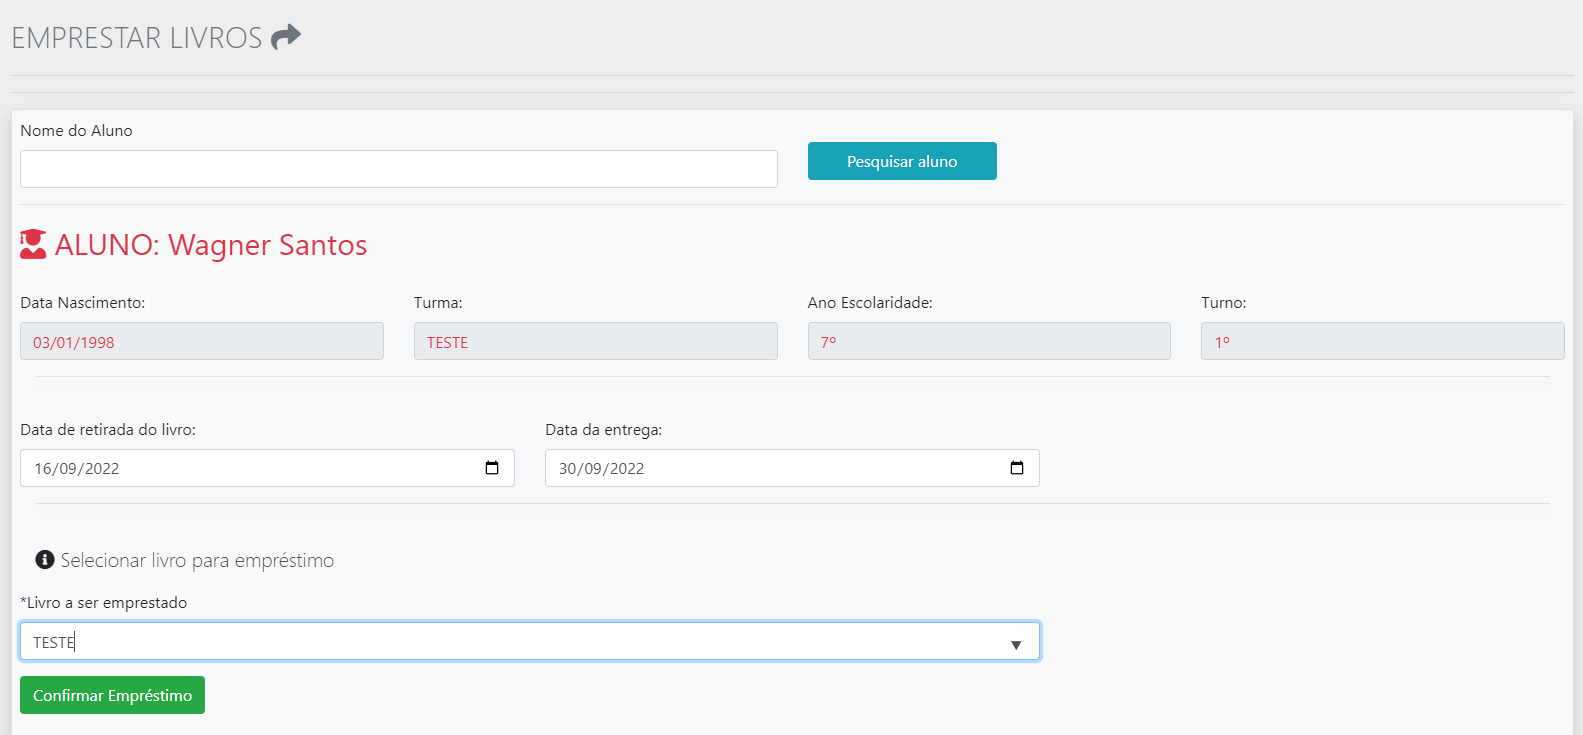 EMPRESTAR LIVROS
Nome do Aluno
Pesquisar aluno
ALUNO: Wagner Santos
Data Nascimento: Turma: Ano Escolaridade: Turno:
03/01/1998 TESTE 7º 1º
Data de retirada do livro: Data da entrega:
16/09/2022 30/09/2022
Selecionar livro para empréstimo
*Livro a ser emprestado
TESTE
Confirmar Empréstimo